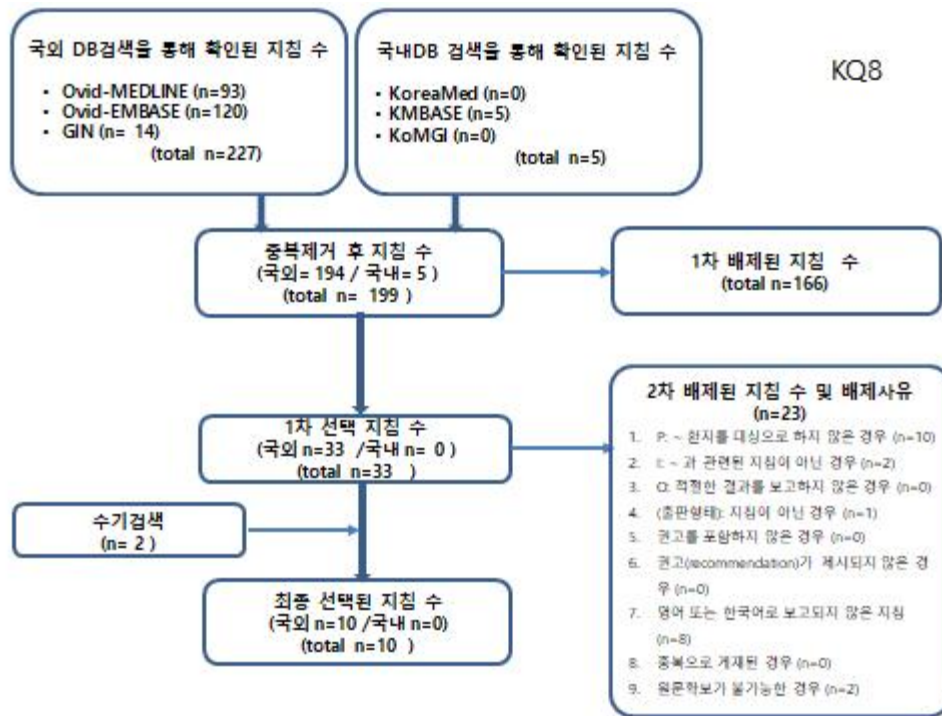 국외 DB검색을 통해 확인된 지침 수
• Ovid-MEDLINE (n=93)
• Ovid-EMBASE (n=120)
• GIN (n= 14)
(total n=227)
국내DB 검색을 통해 확인된 지침 수
• KoreaMed (n=0)
• KMBASE (n=5)
• KoMGI (n=0)
(total n=5)
KQ8
중복제거 후 지침 수
(국외= 194 / 국내= 5 )
(total n= 199 )
1차 배제된 지침 수
(total n=166)
1차 선택 지침 수
(국외 n=33 /국내 n= 0 )
(total n=33 )
2차 배제된 지침 수 및 배제사유
(n=23)
1. P: ~ 환자를 대상으로 하지 않은 경우 (n=10)
2. I: ~ 과 관련된 지침이 아닌 경우 (n=2)
3. O: 적절한 결과를 보고하지 않은 경우 (n=0)
4. (출판형태): 지침이 아닌 경우 (n=1)
5. 권고를 포함하지 않은 경우 (n=0)
6. 권고(recommendation)가 제시되지 않은 경
우 (n=0)
7. 영어 또는 한국어로 보고되지 않은 지침
(n=8)
8. 중복으로 게재된 경우 (n=0)
9. 원문확보가 불가능한 경우 (n=2)
수기검색
(n= 2 )
최종 선택된 지침 수
(국외 n=10 /국내 n=0)
(total n=10 )